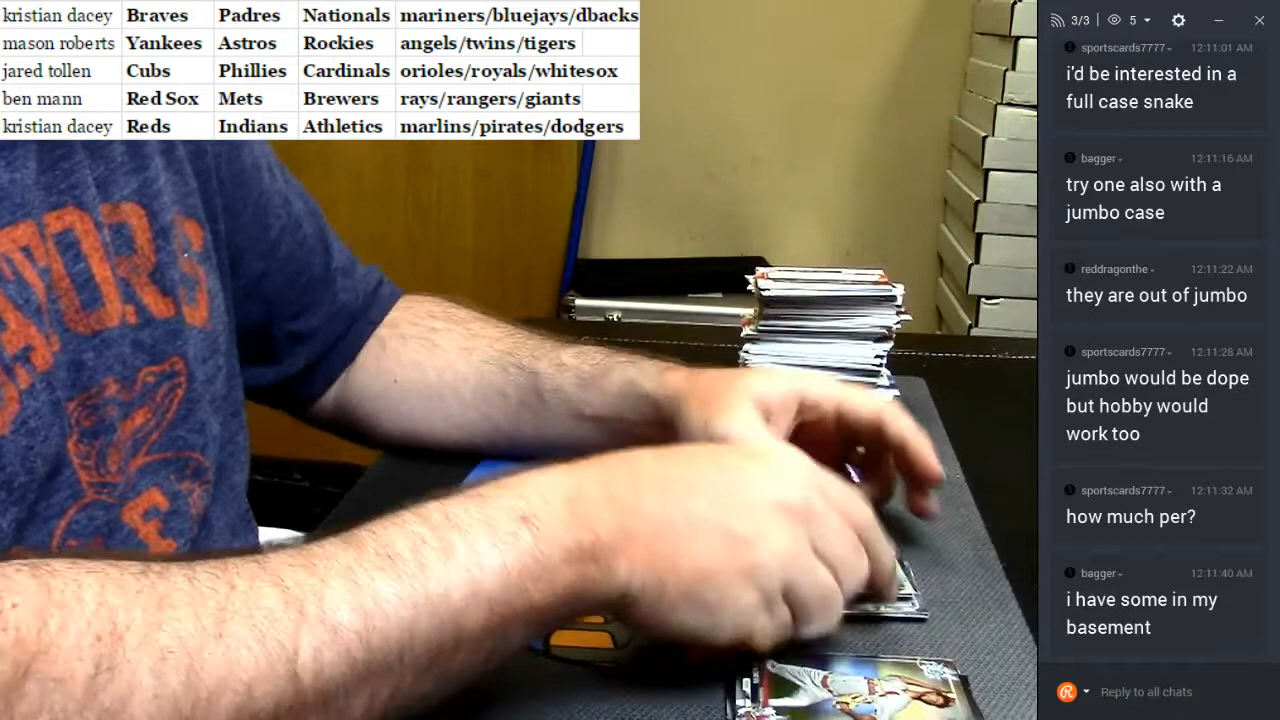 kristian dacey Braves Padres Nationals mariners/bluejays/dbacks
mason roberts Yankees Astros Rockies angels/twins/tigers
jared tollen Cubs Phillies Cardinals orioles/royals/whitesox
ben mann Red Sox Mets Brewers rays/rangers/giants
kristian dacey Reds Indians Athletics marlins/pirates/dodgers
ATORS
F
3/3 5
sportscards7777 12:11:01 AM
i'd be interested in a
full case snake
bagger 12:11:16 AM
try one also with a
jumbo case
reddragonthe 12:11:22 AM
they are out of jumbo
sportscards7777 12:11:28 AM
jumbo would be dope
but hobby would
work too
sportscards7777 12:11:32 AM
how much per?
bagger 12:11:40 AM
i have some in my
basement
Reply to all chats